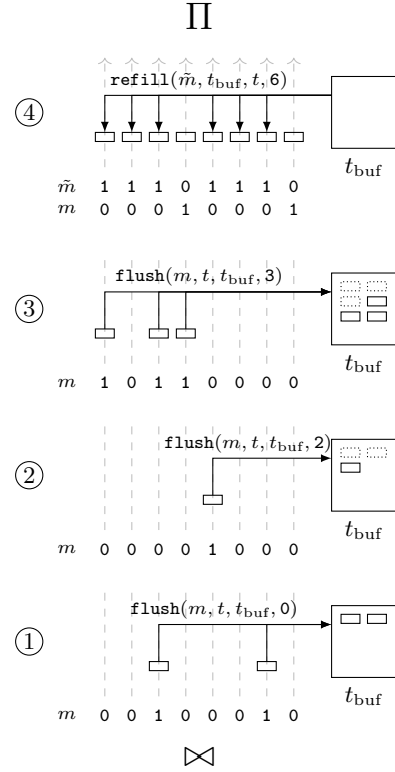 Π
refill(m̃, t_buf, t, 6)
④
t_buf
m̃ 1 1 1 0 1 1 1 0
m 0 0 0 1 0 0 0 1
flush(m, t, t_buf, 3)
③
t_buf
m 1 0 1 1 0 0 0 0
flush(m, t, t_buf, 2)
②
t_buf
m 0 0 0 0 1 0 0 0
flush(m, t, t_buf, 0)
①
t_buf
m 0 0 1 0 0 0 1 0
⋈